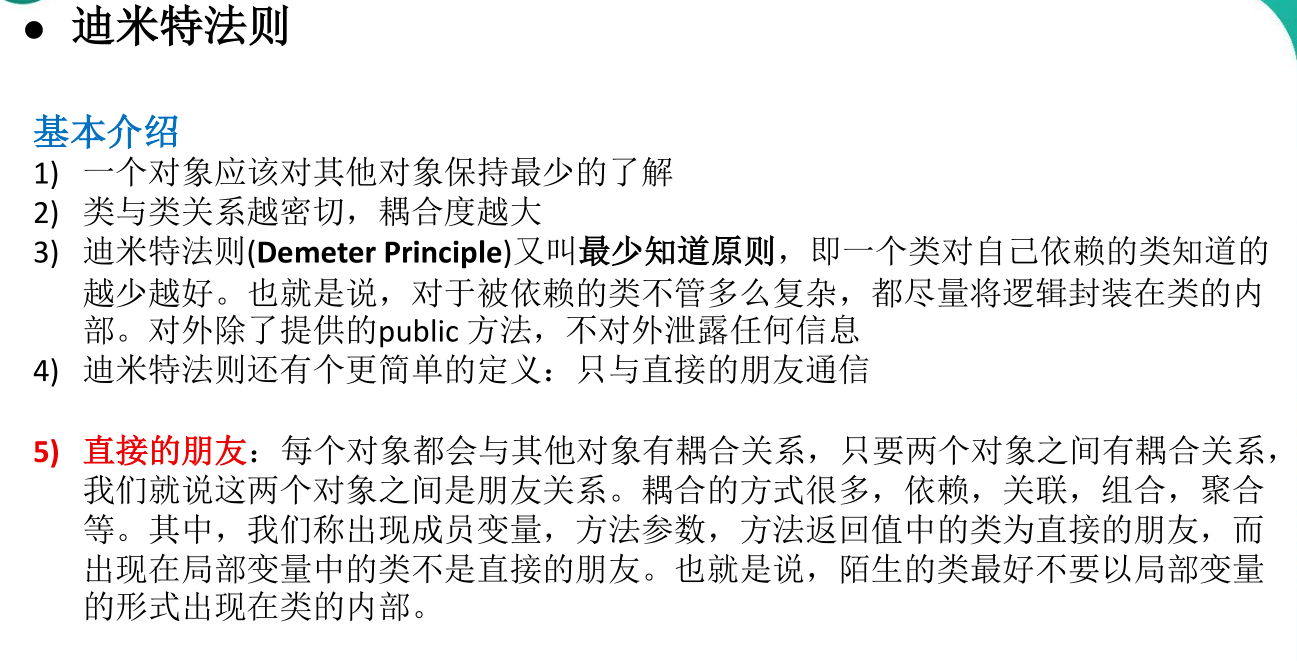 ● 迪米特法则
基本介绍
1) 一个对象应该对其他对象保持最少的了解
2) 类与类关系越密切，耦合度越大
3) 迪米特法则(Demeter Principle)又叫最少知道原则，即一个类对自己依赖的类知道的
越少越好。也就是说，对于被依赖的类不管多么复杂，都尽量将逻辑封装在类的内
部。对外除了提供的public 方法，不对外泄露任何信息
4) 迪米特法则还有个更简单的定义：只与直接的朋友通信
5) 直接的朋友：每个对象都会与其他对象有耦合关系，只要两个对象之间有耦合关系，
我们就说这两个对象之间是朋友关系。耦合的方式很多，依赖，关联，组合，聚合
等。其中，我们称出现成员变量，方法参数，方法返回值中的类为直接的朋友，而
出现在局部变量中的类不是直接的朋友。也就是说，陌生的类最好不要以局部变量
的形式出现在类的内部。